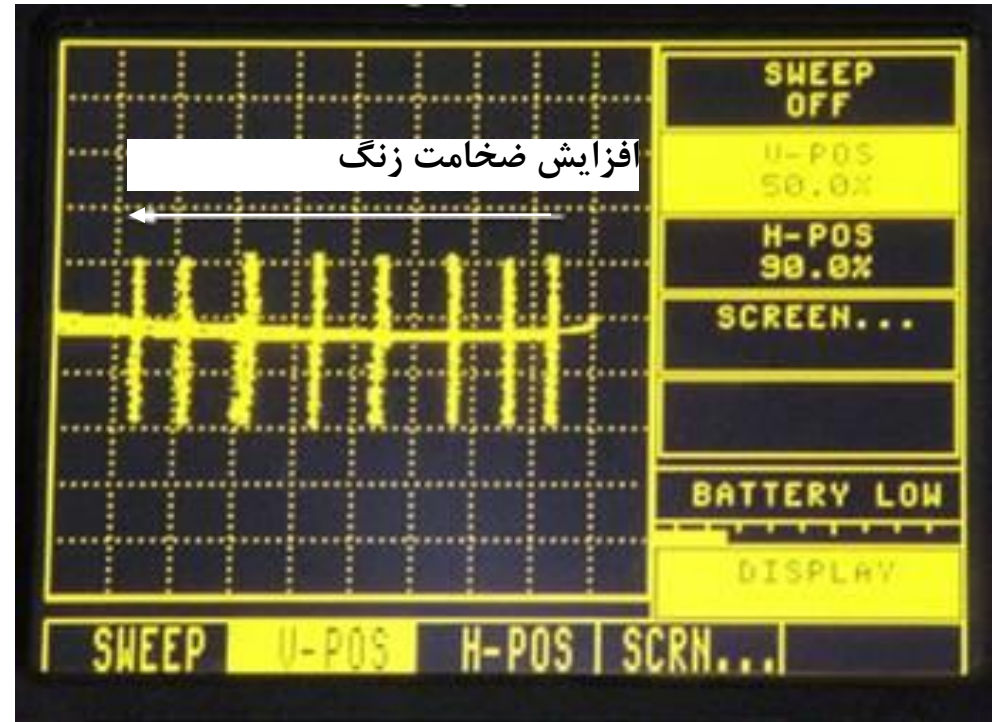 SWEEP
OFF
افزایش ضخامت زنگ
V-POS
50.0%
H-POS
90.0%
SCREEN...
BATTERY LOW
DISPLAY
SWEEP V-POS H-POS SCRN...